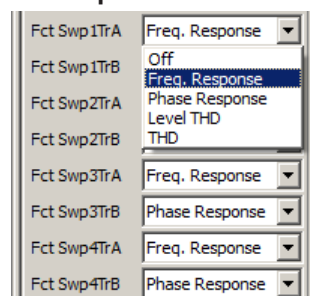 Fct Swp1TrA Freq. Response
Off
Fct Swp1TrB Freq. Response
Fct Swp2TrA Phase Response
Level THD
Fct Swp2TrB THD
Fct Swp3TrA Freq. Response
Fct Swp3TrB Phase Response
Fct Swp4TrA Freq. Response
Fct Swp4TrB Phase Response